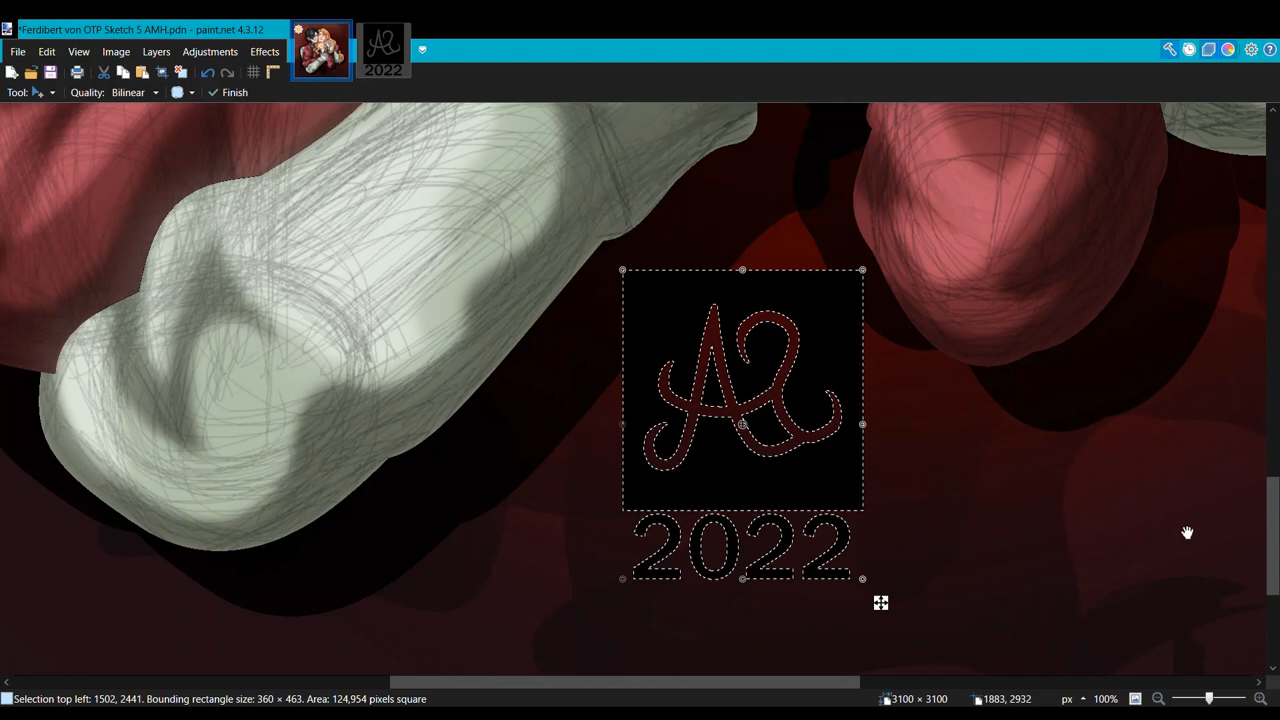 *Ferdibert von OTP Sketch 5 AMH.pdn - paint.net 4.3.12
File Edit View Image Layers Adjustments Effects
2022
Tool: Quality: Bilinear Finish
2022
Selection top left: 1502, 2441. Bounding rectangle size: 360 × 463. Area: 124,954 pixels square 3100 × 3100 1883, 2932 px 100%